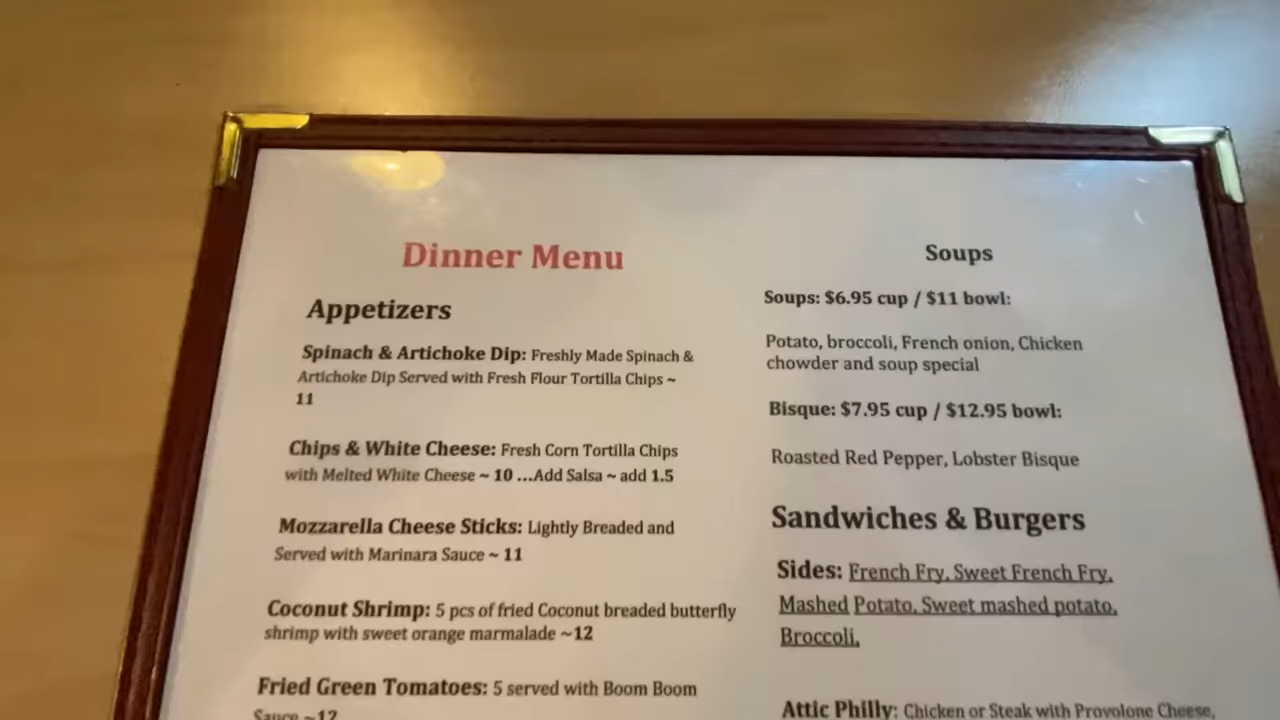 Dinner Menu
Appetizers
Spinach & Artichoke Dip: Freshly Made Spinach &
Artichoke Dip Served with Fresh Flour Tortilla Chips ~
11
Chips & White Cheese: Fresh Corn Tortilla Chips
with Melted White Cheese ~ 10 ...Add Salsa ~ add 1.5
Mozzarella Cheese Sticks: Lightly Breaded and
Served with Marinara Sauce ~ 11
Coconut Shrimp: 5 pcs of fried Coconut breaded butterfly
shrimp with sweet orange marmalade ~12
Fried Green Tomatoes: 5 served with Boom Boom
Sauce ~12
Soups
Soups: $6.95 cup / $11 bowl:
Potato, broccoli, French onion, Chicken
chowder and soup special
Bisque: $7.95 cup / $12.95 bowl:
Roasted Red Pepper, Lobster Bisque
Sandwiches & Burgers
Sides: French Fry, Sweet French Fry,
Mashed Potato, Sweet mashed potato,
Broccoli,
Attic Philly: Chicken or Steak with Provolone Cheese,